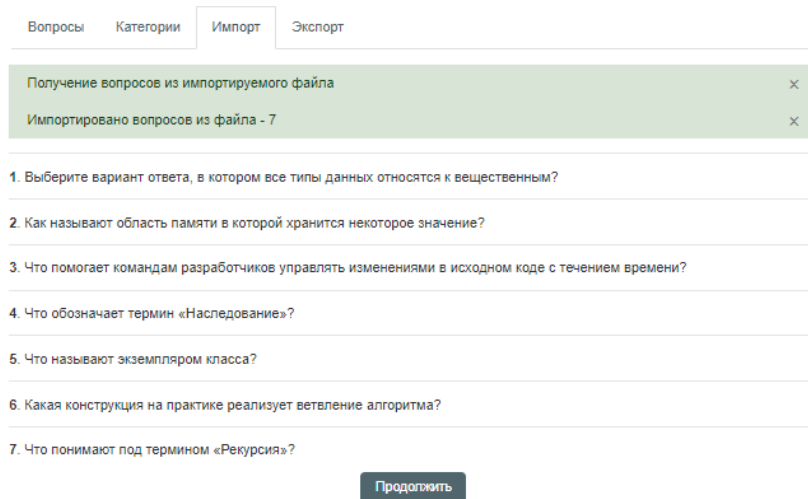 Вопросы Категории Импорт Экспорт
Получение вопросов из импортируемого файла ×
Импортировано вопросов из файла - 7 ×
1. Выберите вариант ответа, в котором все типы данных относятся к вещественным?
2. Как называют область памяти в которой хранится некоторое значение?
3. Что помогает командам разработчиков управлять изменениями в исходном коде с течением времени?
4. Что обозначает термин «Наследование»?
5. Что называют экземпляром класса?
6. Какая конструкция на практике реализует ветвление алгоритма?
7. Что понимают под термином «Рекурсия»?
Продолжить